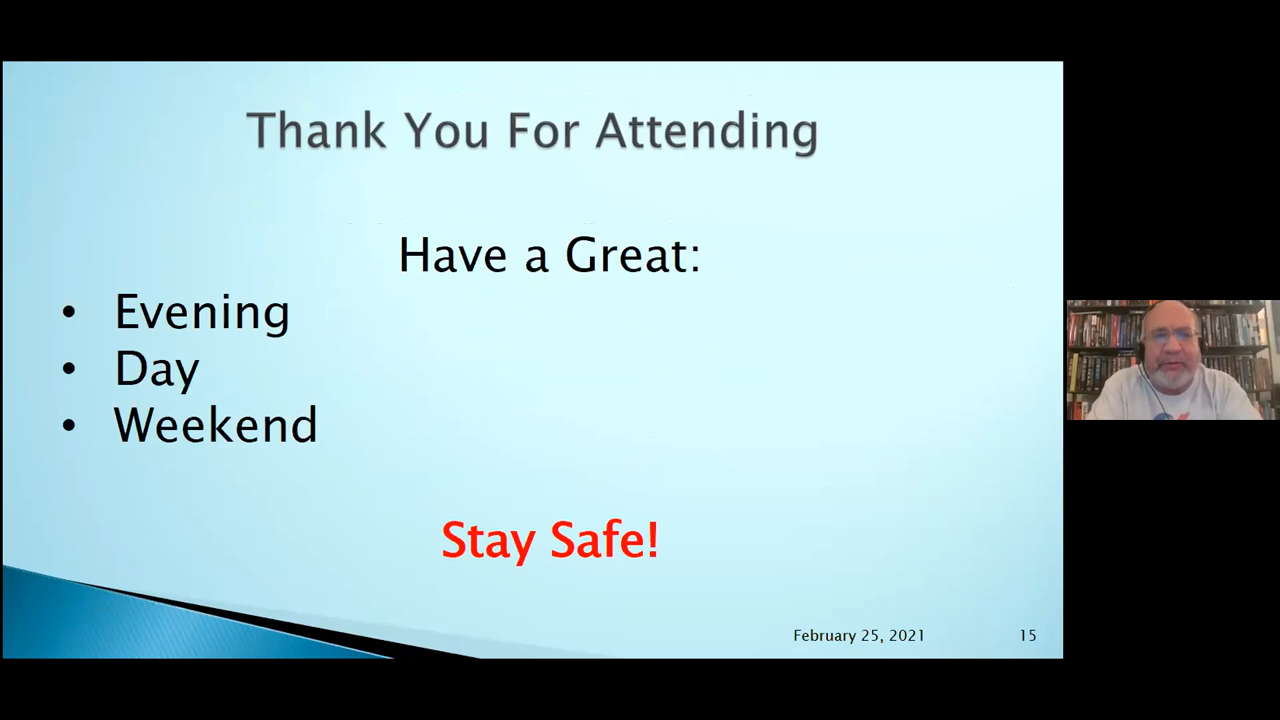 Thank You For Attending
Have a Great:
• Evening
• Day
• Weekend
Stay Safe!
February 25, 2021 15